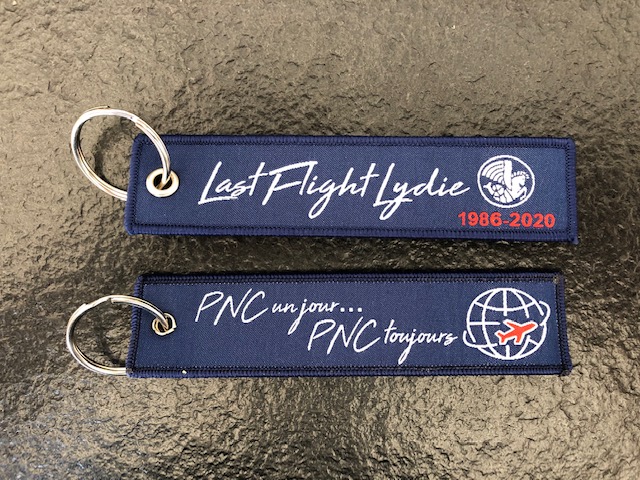 Last Flight Lydie
1986-2020
PNC un jour...
PNC toujours